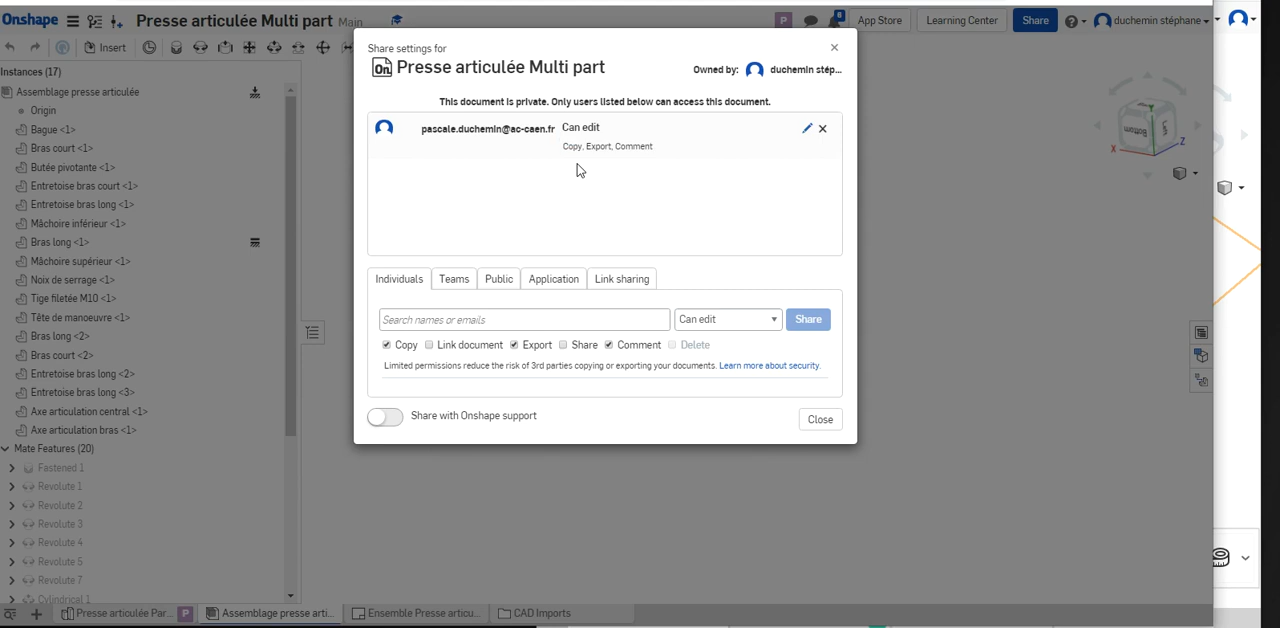 Onshape Presse articulée Multi part Main P 6 App Store Learning Center Share duchemin stéphane
Insert
Instances (17)
Assemblage presse articulée
Origin
Bague <1>
Bras court <1>
Butée pivotante <1>
Entretoise bras court <1>
Entretoise bras long <1>
Mâchoire inférieur <1>
Bras long <1>
Mâchoire supérieur <1>
Noix de serrage <1>
Tige filetée M10 <1>
Tête de manoeuvre <1>
Bras long <2>
Bras court <2>
Entretoise bras long <2>
Entretoise bras long <3>
Axe articulation central <1>
Axe articulation bras <1>
Mate Features (20)
Fastened 1
Revolute 1
Revolute 2
Revolute 3
Revolute 4
Revolute 5
Revolute 7
Cylindrical 1
Presse articulée Par... P Assemblage presse arti... Ensemble Presse articu... CAD Imports
Share settings for
On Presse articulée Multi part
Owned by: duchemin stép...
This document is private. Only users listed below can access this document.
pascale.duchemin@ac-caen.fr Can edit
Copy, Export, Comment
Individuals Teams Public Application Link sharing
Search names or emails Can edit Share
Copy Link document Export Share Comment Delete
Limited permissions reduce the risk of 3rd parties copying or exporting your documents. Learn more about security.
Share with Onshape support Close
Bottom Left
X Z